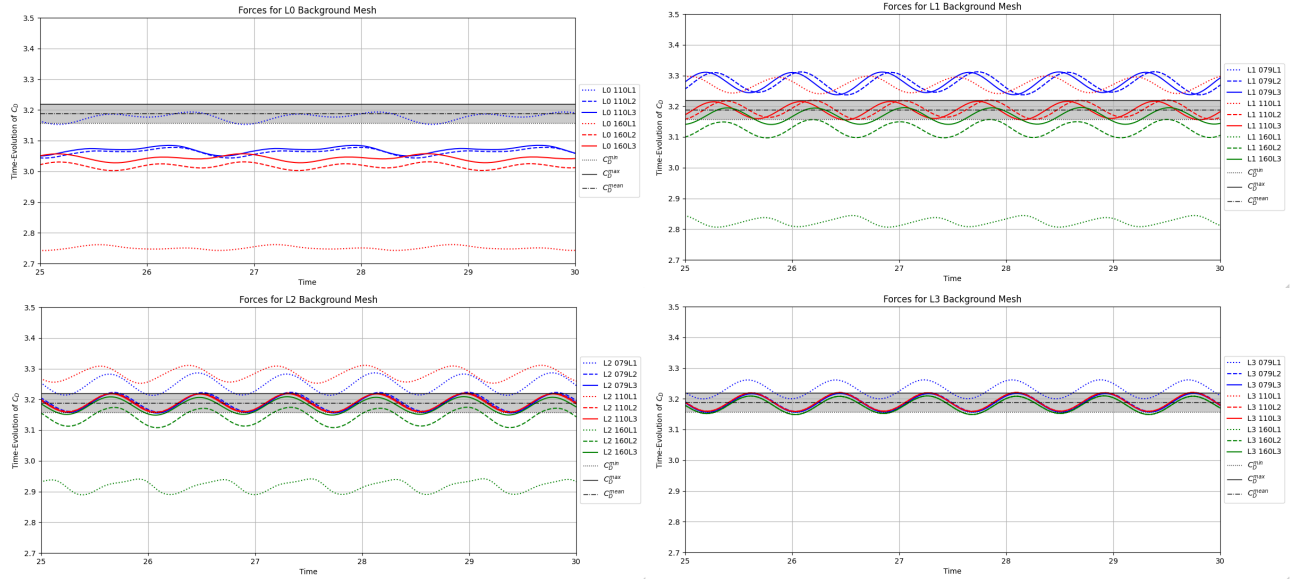 Forces for L0 Background Mesh
Time-Evolution of C_D
3.5
3.4
3.3
3.2
3.1
3.0
2.9
2.8
2.7
25 26 27 28 29 30
Time
L0 110L1
L0 110L2
L0 110L3
L0 160L1
L0 160L2
L0 160L3
C_D^min
C_D^max
C_D^mean
Forces for L1 Background Mesh
Time-Evolution of C_D
3.5
3.4
3.3
3.2
3.1
3.0
2.9
2.8
2.7
25 26 27 28 29 30
Time
L1 079L1
L1 079L2
L1 079L3
L1 110L1
L1 110L2
L1 110L3
L1 160L1
L1 160L2
L1 160L3
C_D^min
C_D^max
C_D^mean
Forces for L2 Background Mesh
Time-Evolution of C_D
3.5
3.4
3.3
3.2
3.1
3.0
2.9
2.8
2.7
25 26 27 28 29 30
Time
L2 079L1
L2 079L2
L2 079L3
L2 110L1
L2 110L2
L2 110L3
L2 160L1
L2 160L2
L2 160L3
C_D^min
C_D^max
C_D^mean
Forces for L3 Background Mesh
Time-Evolution of C_D
3.5
3.4
3.3
3.2
3.1
3.0
2.9
2.8
2.7
25 26 27 28 29 30
Time
L3 079L1
L3 079L2
L3 079L3
L3 110L1
L3 110L2
L3 110L3
L3 160L1
L3 160L2
L3 160L3
C_D^min
C_D^max
C_D^mean